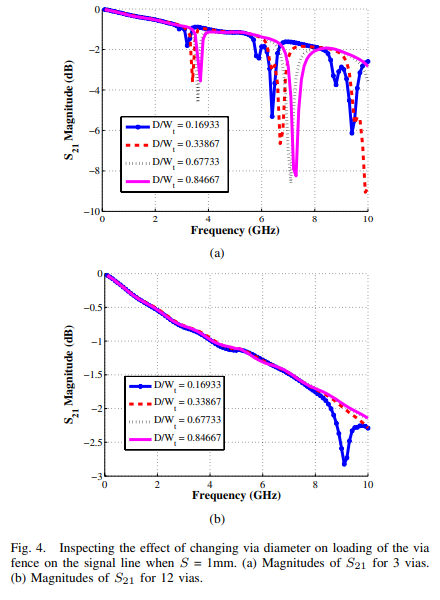 0
−2
−4
−6
−8
−10
S21 Magnitude (dB)
D/Wt = 0.16933
D/Wt = 0.33867
D/Wt = 0.67733
D/Wt = 0.84667
0 2 4 6 8 10
Frequency (GHz)
(a)
0
−0.5
−1
−1.5
−2
−2.5
−3
S21 Magnitude (dB)
D/Wt = 0.16933
D/Wt = 0.33867
D/Wt = 0.67733
D/Wt = 0.84667
0 2 4 6 8 10
Frequency (GHz)
(b)
Fig. 4. Inspecting the effect of changing via diameter on loading of the via
fence on the signal line when S = 1mm. (a) Magnitudes of S21 for 3 vias.
(b) Magnitudes of S21 for 12 vias.